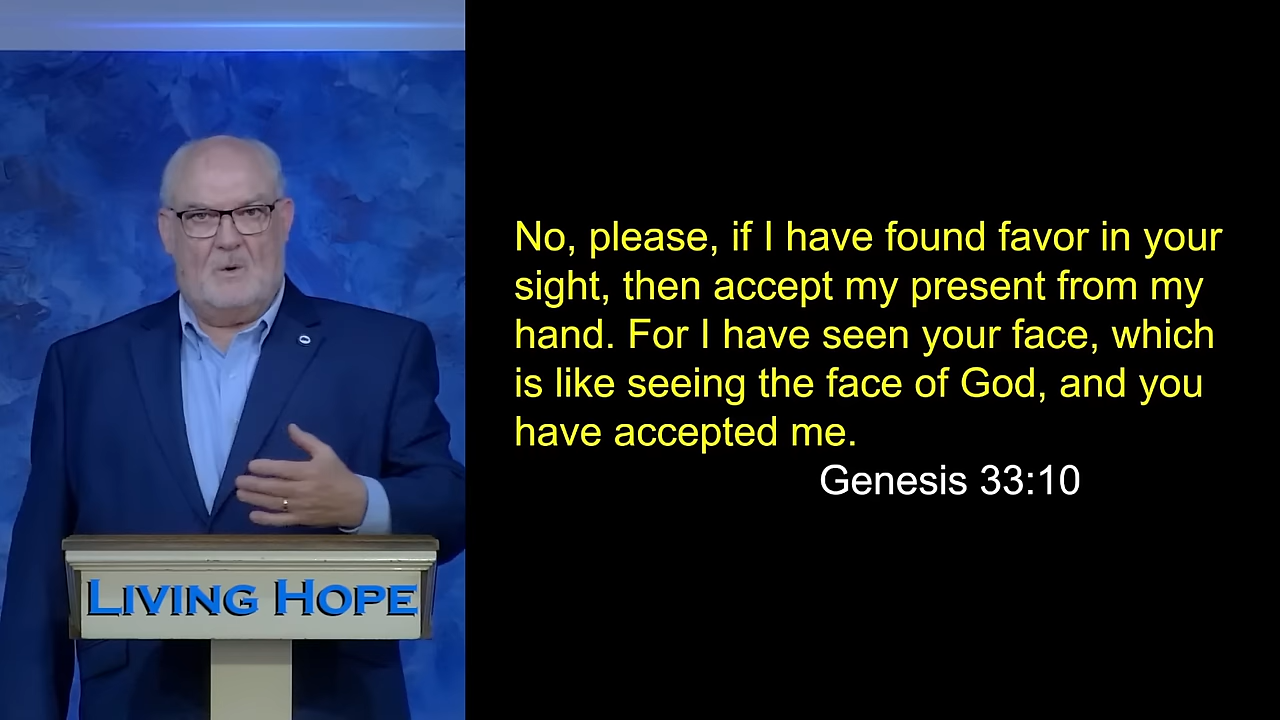 No, please, if I have found favor in your
sight, then accept my present from my
hand. For I have seen your face, which
is like seeing the face of God, and you
have accepted me.
Genesis 33:10
LIVING HOPE